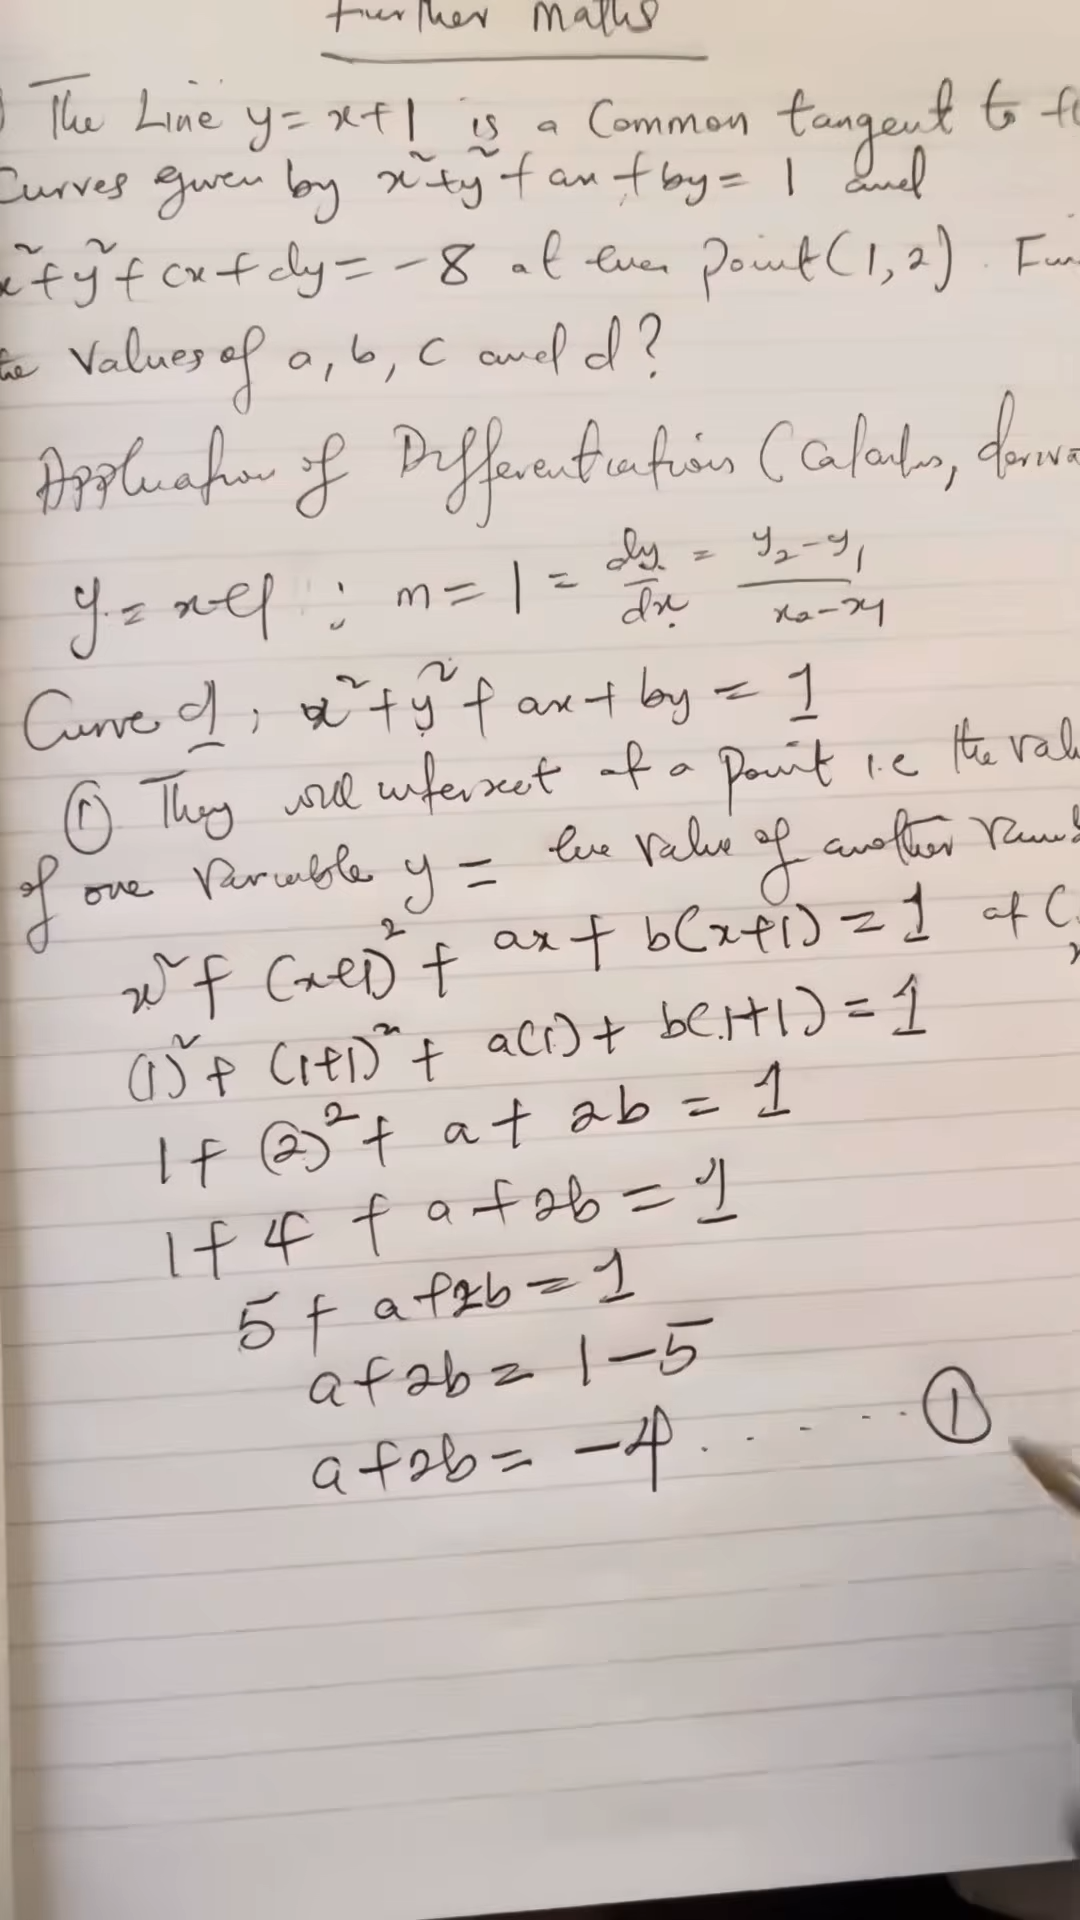 Further Maths
The Line y = x+1 is a Common tangent to
Curves given by x²+y²+ax+by = 1 and
x²+y²+cx+dy = -8 at the point (1,2).
the values of a, b, c and d?
Application of Differentiation (Calculus,
y = x+1 ; m = 1 = dy/dx = y₂-y₁/x₂-x₁
Curve 1, x²+y²+ax+by = 1
① They will intersect at a point i.e the
of one variable y = the value of another
x²+(x+1)²+ax+b(x+1) = 1 at (
(1)²+(1+1)²+a(1)+b(1+1) = 1
1+(2)²+a+2b = 1
1+4+a+2b = 1
5+a+2b = 1
a+2b = 1-5
a+2b = -4 . . . . . . ①